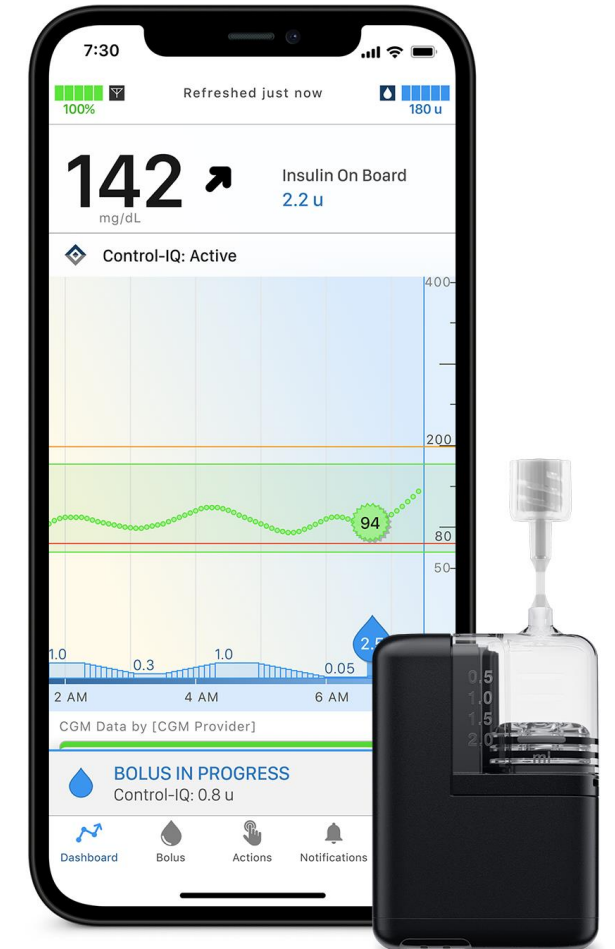 7:30
100%
Refreshed just now
180 u
142
mg/dL
Insulin On Board
2.2 u
Control-IQ: Active
400
200
94
80
50
1.0
0.3
1.0
0.05
2 AM
4 AM
6 AM
CGM Data by [CGM Provider]
BOLUS IN PROGRESS
Control-IQ: 0.8 u
Dashboard
Bolus
Actions
Notifications
0.5
1.0
1.5
2.0
ml